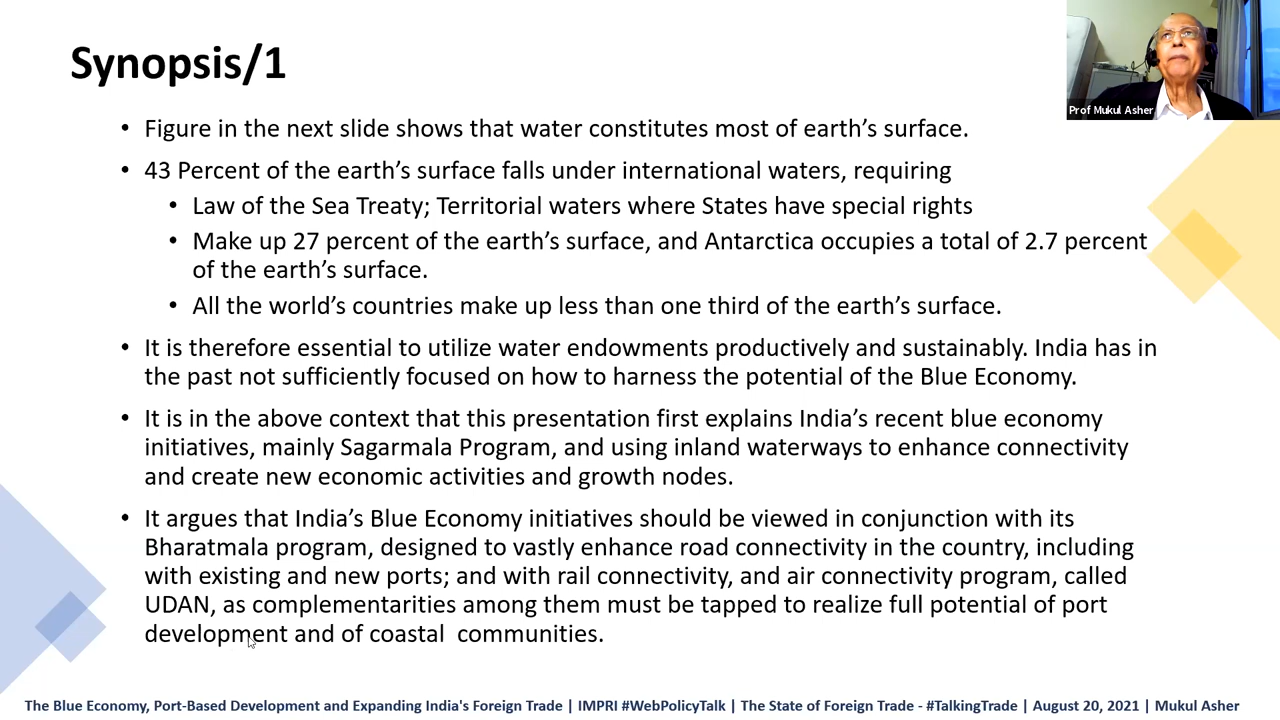 Synopsis/1
Prof Mukul Asher
• Figure in the next slide shows that water constitutes most of earth’s surface.
• 43 Percent of the earth’s surface falls under international waters, requiring
• Law of the Sea Treaty; Territorial waters where States have special rights
• Make up 27 percent of the earth’s surface, and Antarctica occupies a total of 2.7 percent
of the earth’s surface.
• All the world’s countries make up less than one third of the earth’s surface.
• It is therefore essential to utilize water endowments productively and sustainably. India has in
the past not sufficiently focused on how to harness the potential of the Blue Economy.
• It is in the above context that this presentation first explains India’s recent blue economy
initiatives, mainly Sagarmala Program, and using inland waterways to enhance connectivity
and create new economic activities and growth nodes.
• It argues that India’s Blue Economy initiatives should be viewed in conjunction with its
Bharatmala program, designed to vastly enhance road connectivity in the country, including
with existing and new ports; and with rail connectivity, and air connectivity program, called
UDAN, as complementarities among them must be tapped to realize full potential of port
development and of coastal  communities.
The Blue Economy, Port-Based Development and Expanding India's Foreign Trade | IMPRI #WebPolicyTalk | The State of Foreign Trade - #TalkingTrade | August 20, 2021 | Mukul Asher